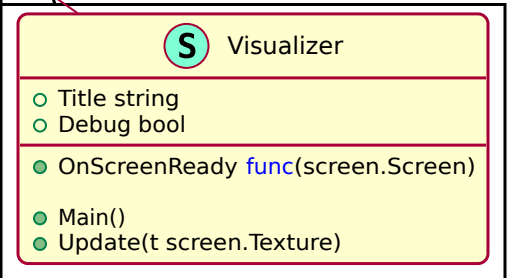 S Visualizer
Title string
Debug bool
OnScreenReady func(screen.Screen)
Main()
Update(t screen.Texture)